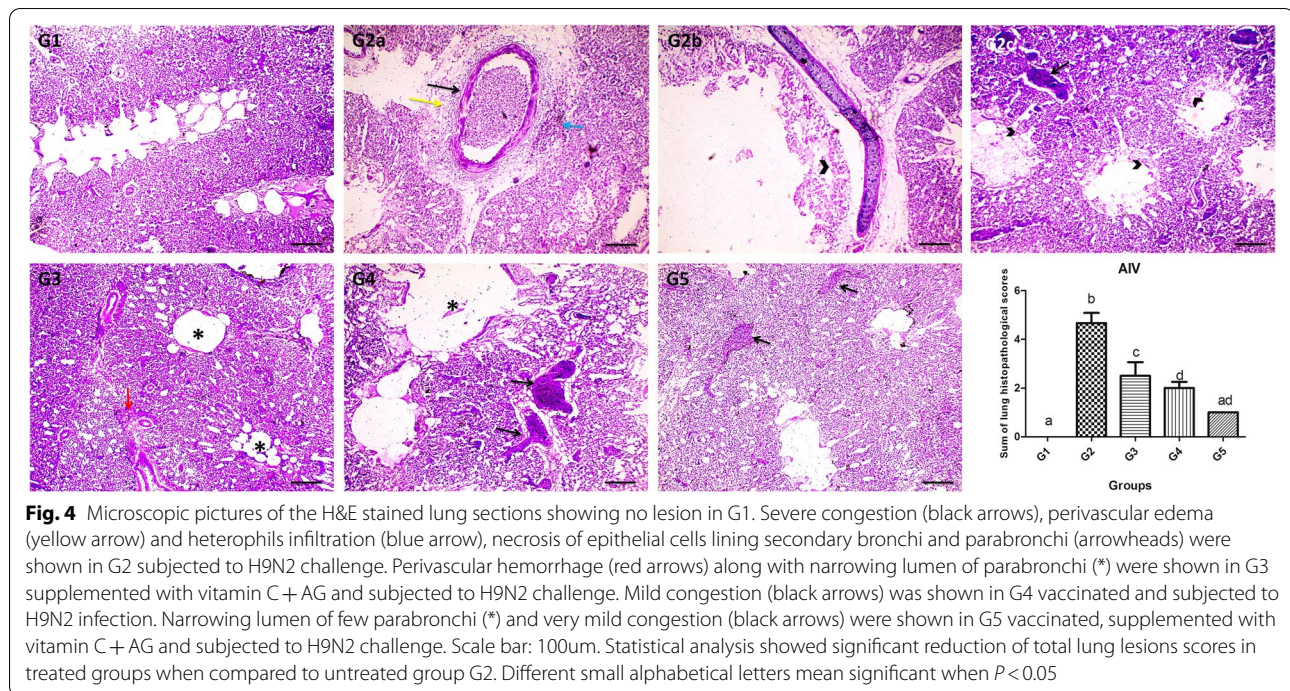 G1
G2a
G2b
G2c
G3
*
*
G4
*
G5
AIV
Sum of lung histopathological scores
6
4
2
0
a
b
c
d
ad
G1
G2
G3
G4
G5
Groups
Fig. 4 Microscopic pictures of the H&E stained lung sections showing no lesion in G1. Severe congestion (black arrows), perivascular edema
(yellow arrow) and heterophils infiltration (blue arrow), necrosis of epithelial cells lining secondary bronchi and parabronchi (arrowheads) were
shown in G2 subjected to H9N2 challenge. Perivascular hemorrhage (red arrows) along with narrowing lumen of parabronchi (*) were shown in G3
supplemented with vitamin C + AG and subjected to H9N2 challenge. Mild congestion (black arrows) was shown in G4 vaccinated and subjected to
H9N2 infection. Narrowing lumen of few parabronchi (*) and very mild congestion (black arrows) were shown in G5 vaccinated, supplemented with
vitamin C + AG and subjected to H9N2 challenge. Scale bar: 100um. Statistical analysis showed significant reduction of total lung lesions scores in
treated groups when compared to untreated group G2. Different small alphabetical letters mean significant when P < 0.05